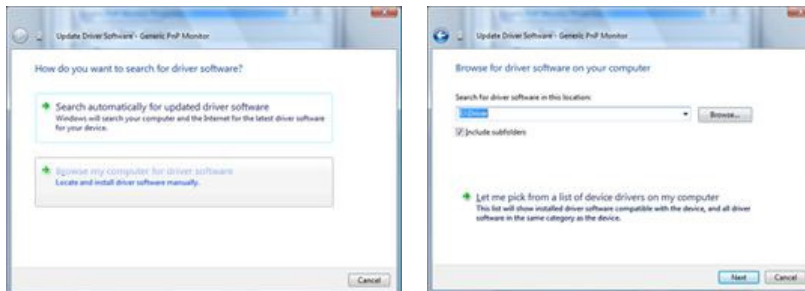 Update Driver Software - Generic PnP Monitor
How do you want to search for driver software?
Search automatically for updated driver software
Windows will search your computer and the Internet for the latest driver software
for your device.
Browse my computer for driver software
Locate and install driver software manually.
Cancel
Update Driver Software - Generic PnP Monitor
Browse for driver software on your computer
Search for driver software in this location:
Browse...
Include subfolders
Let me pick from a list of device drivers on my computer
This list will show installed driver software compatible with the device, and all driver
software in the same category as the device.
Next
Cancel